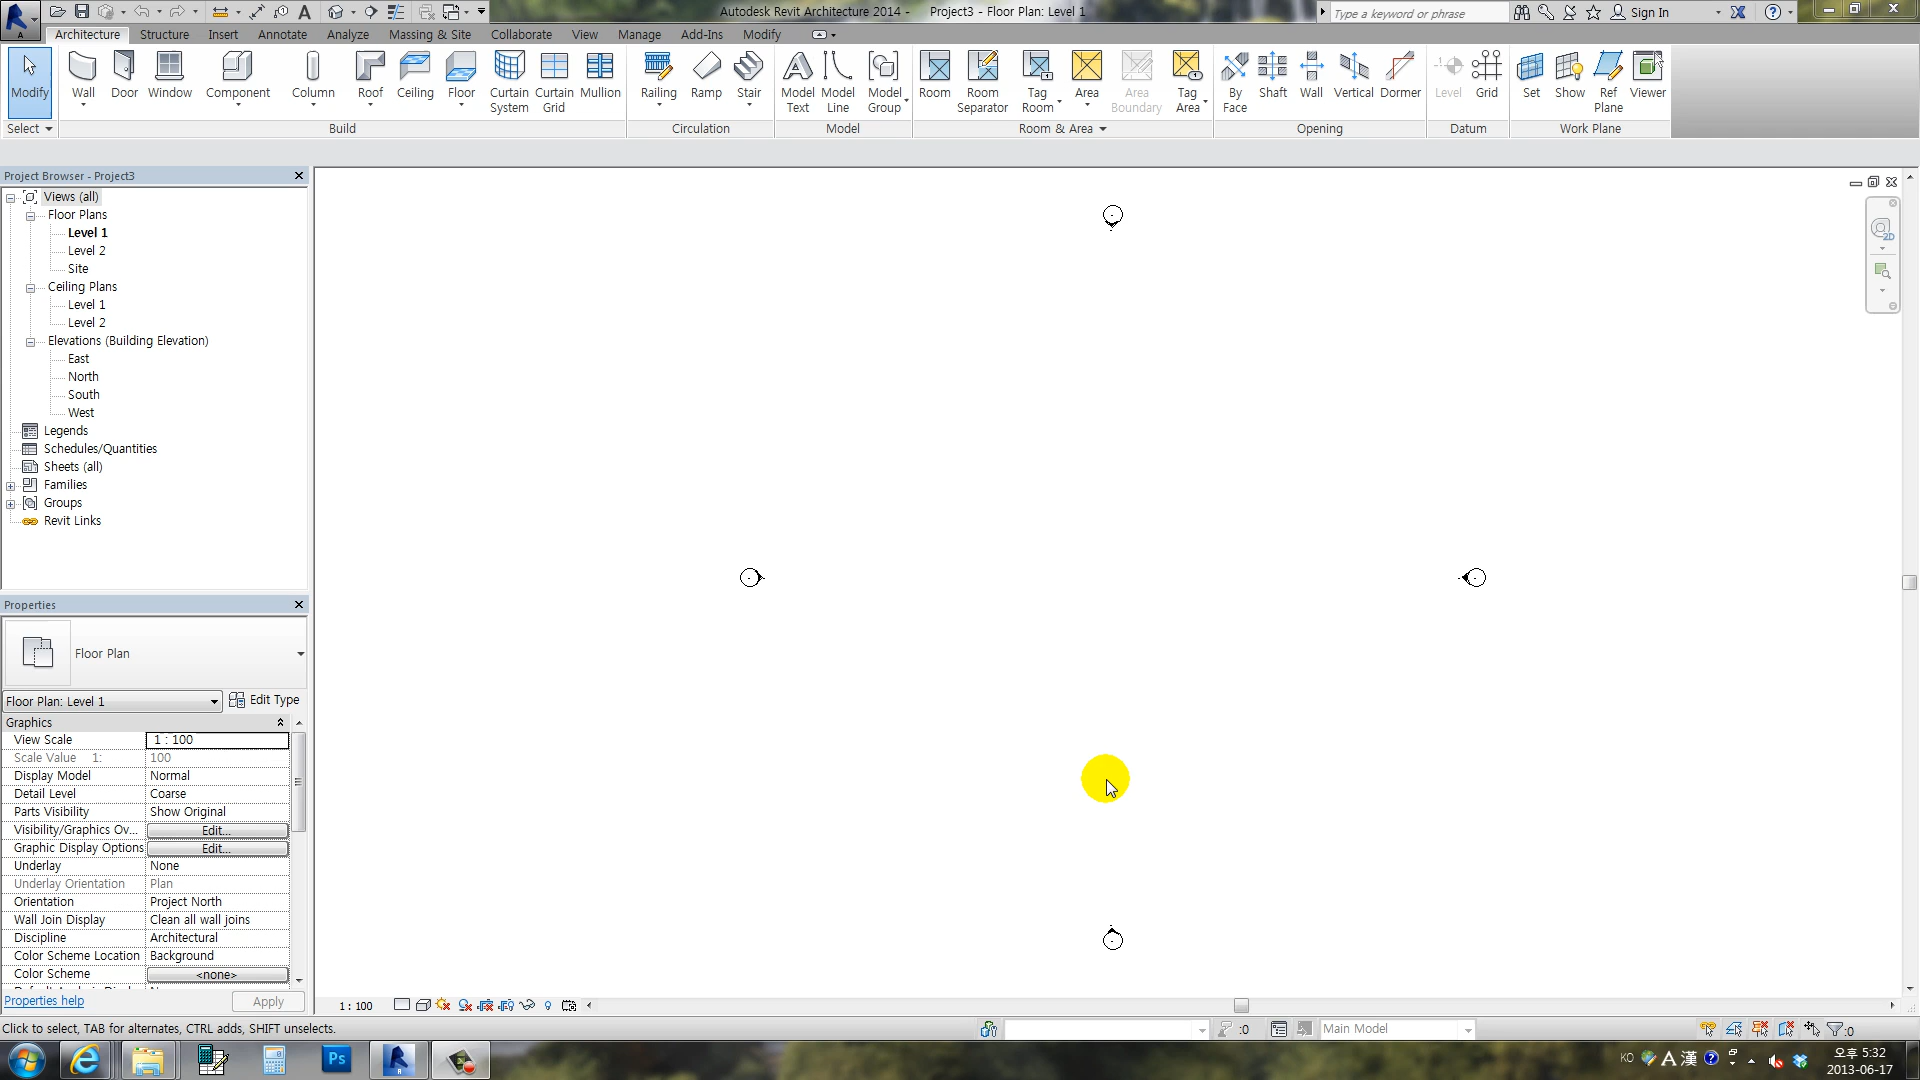 Autodesk Revit Architecture 2014 -     Project3 - Floor Plan: Level 1
Type a keyword or phrase
Sign In
Architecture Structure Insert Annotate Analyze Massing & Site Collaborate View Manage Add-Ins Modify
Modify Wall Door Window Component Column Roof Ceiling Floor Curtain System Curtain Grid Mullion Railing Ramp Stair Model Text Model Line Model Group Room Room Separator Tag Room Area Area Boundary Tag Area By Face Shaft Wall Vertical Dormer Level Grid Set Show Ref Plane Viewer
Select Build Circulation Model Room & Area Opening Datum Work Plane
Project Browser - Project3
Views (all)
Floor Plans
Level 1
Level 2
Site
Ceiling Plans
Level 1
Level 2
Elevations (Building Elevation)
East
North
South
West
Legends
Schedules/Quantities
Sheets (all)
Families
Groups
Revit Links
2D
Properties
Floor Plan
Floor Plan: Level 1 Edit Type
Graphics
View Scale 1 : 100
Scale Value 1: 100
Display Model Normal
Detail Level Coarse
Parts Visibility Show Original
Visibility/Graphics Ov... Edit...
Graphic Display Options Edit...
Underlay None
Underlay Orientation Plan
Orientation Project North
Wall Join Display Clean all wall joins
Discipline Architectural
Color Scheme Location Background
Color Scheme <none>
Properties help Apply
1 : 100
Click to select, TAB for alternates, CTRL adds, SHIFT unselects.
:0 Main Model :0
Ps
KO A 漢
오후 5:32
2013-06-17